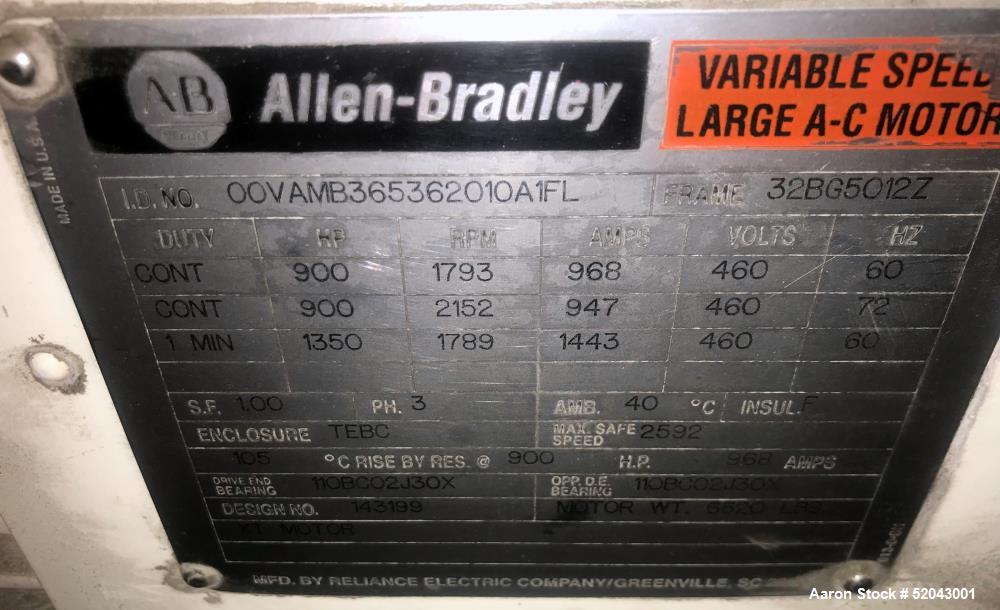 A-B
Allen-Bradley
VARIABLE SPEED
LARGE A-C MOTOR
MADE IN U.S.A.
I.D. NO. 00VAMB365362010A1FL FRAME 32BG5012Z
DUTY HP RPM AMPS VOLTS HZ
CONT 900 1793 968 460 60
CONT 900 2152 947 460 72
1 MIN 1350 1789 1443 460 60
S.F. 1.00 PH. 3 AMB. 40 °C INSUL. F
ENCLOSURE TEBC MAX. SAFE SPEED 2592
105 °C RISE BY RES. @ 900 H.P. 968 AMPS
DRIVE END BEARING 110BC02J30X OPP. D.E. BEARING 110BC02J30X
DESIGN NO. 143199 MOTOR WT. 6620 LBS
XT MOTOR
MFD. BY RELIANCE ELECTRIC COMPANY/GREENVILLE, SC
Aaron Stock # 52043001